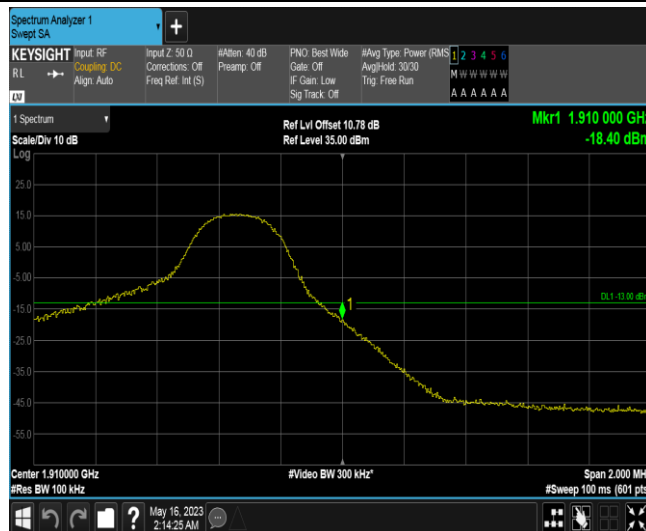 Spectrum Analyzer 1
Swept SA
KEYSIGHT
RL
LXI
Input: RF
Coupling: DC
Align: Auto
Input Z: 50 Ω
Corrections: Off
Freq Ref: Int (S)
#Atten: 40 dB
Preamp: Off
PNO: Best Wide
Gate: Off
IF Gain: Low
Sig Track: Off
#Avg Type: Power (RMS
Avg|Hold: 30/30
Trig: Free Run
1 2 3 4 5 6
M W W W W W
A A A A A A
1 Spectrum
Scale/Div 10 dB
Ref Lvl Offset 10.78 dB
Ref Level 35.00 dBm
Mkr1 1.910 000 GHz
-18.40 dBm
Log
25.0
15.0
5.00
-5.00
DL1 -13.00 dBm
1
-15.0
-25.0
-35.0
-45.0
-55.0
Center 1.910000 GHz
#Video BW 300 kHz*
Span 2.000 MH
#Res BW 100 kHz
#Sweep 100 ms (601 pts
May 16, 2023
2:14:25 AM